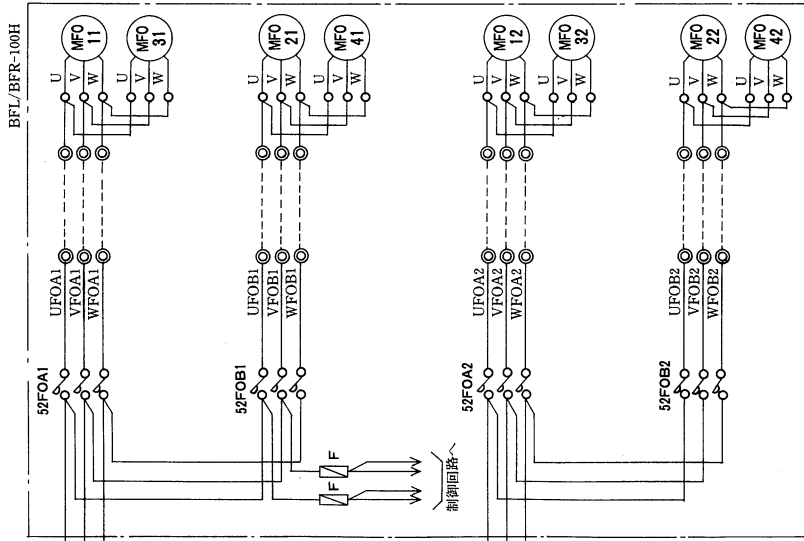 BFL/BFR-100H
MFO
11
MFO
31
MFO
21
MFO
41
MFO
12
MFO
32
MFO
22
MFO
42
U
V
W
U
V
W
U
V
W
U
V
W
U
V
W
U
V
W
U
V
W
U
V
W
UFOA1
VFOA1
WFOA1
UFOB1
VFOB1
WFOB1
UFOA2
VFOA2
WFOA2
UFOB2
VFOB2
WFOB2
52FOA1
52FOB1
52FOA2
52FOB2
F
F
制御回路へ